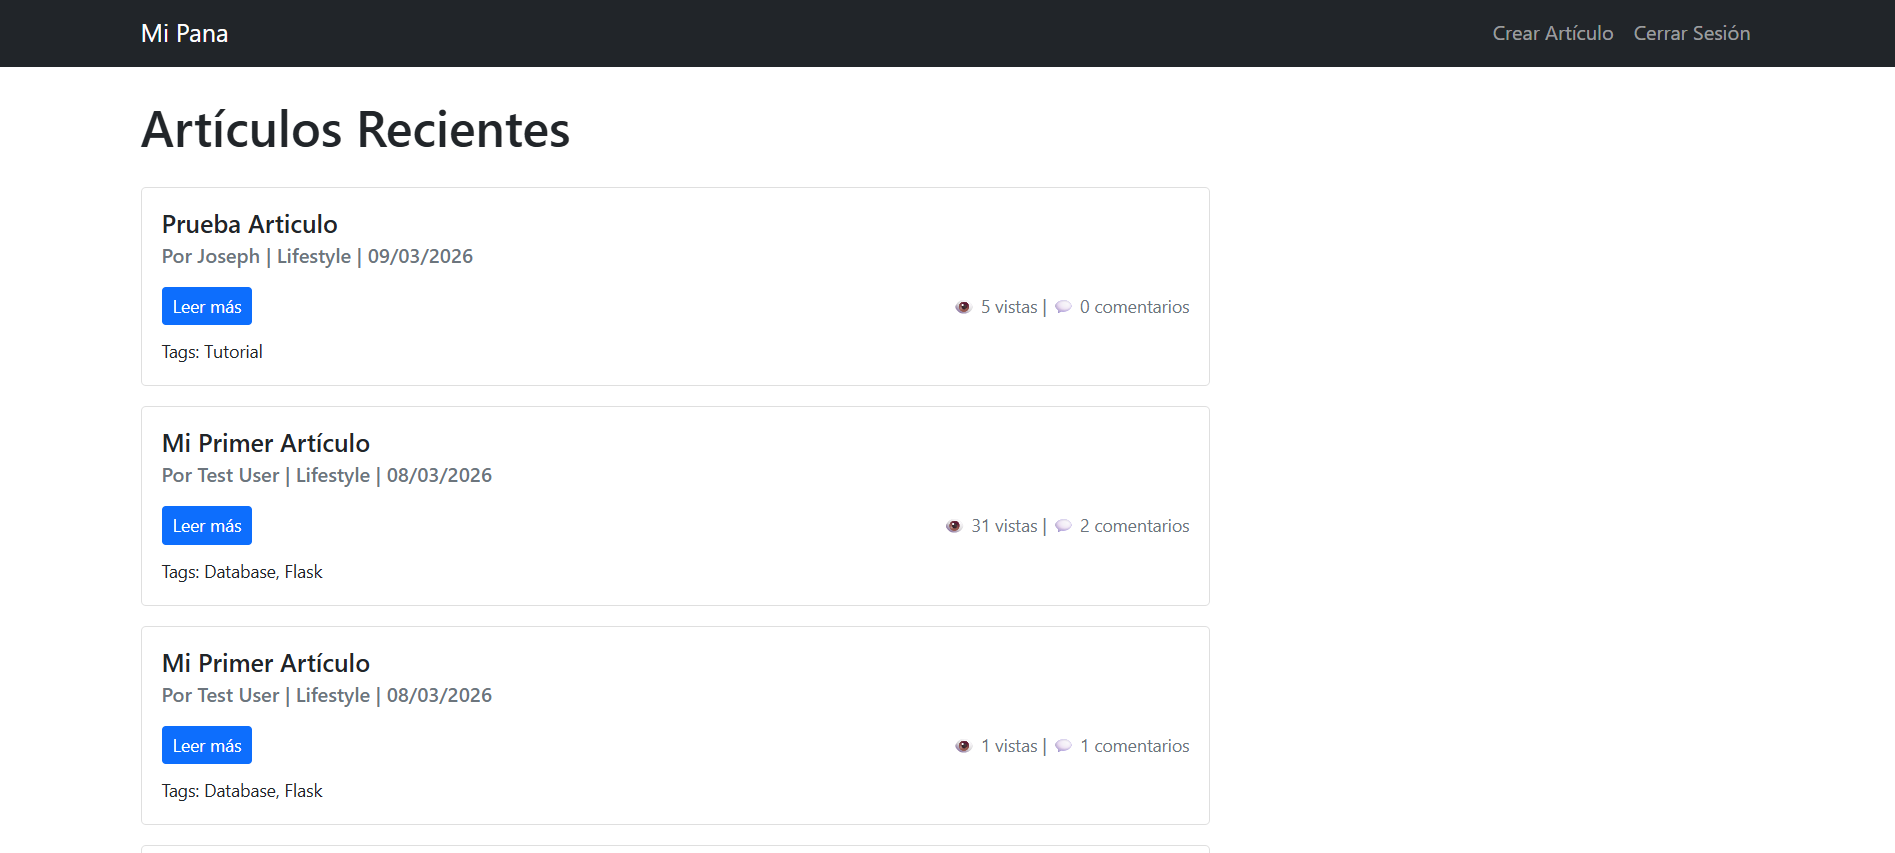 Mi Pana
Crear Artículo
Cerrar Sesión
Artículos Recientes
Prueba Articulo
Por Joseph | Lifestyle | 09/03/2026
Leer más
5 vistas | 0 comentarios
Tags: Tutorial
Mi Primer Artículo
Por Test User | Lifestyle | 08/03/2026
Leer más
31 vistas | 2 comentarios
Tags: Database, Flask
Mi Primer Artículo
Por Test User | Lifestyle | 08/03/2026
Leer más
1 vistas | 1 comentarios
Tags: Database, Flask